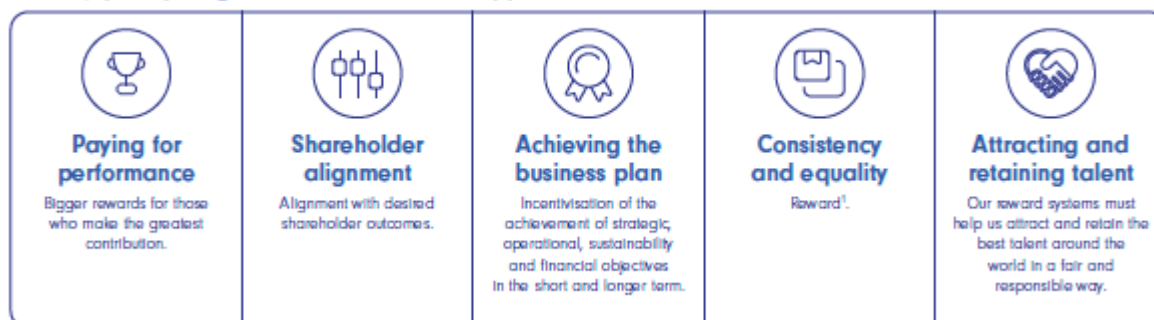 Paying for
performance
Bigger rewards for those
who make the greatest
contribution.
Shareholder
alignment
Alignment with desired
shareholder outcomes.
Achieving the
business plan
Incentivisation of the
achievement of strategic,
operational, sustainability
and financial objectives
in the short and longer term.
Consistency
and equality
Reward¹.
Attracting and
retaining talent
Our reward systems must
help us attract and retain the
best talent around the
world in a fair and
responsible way.